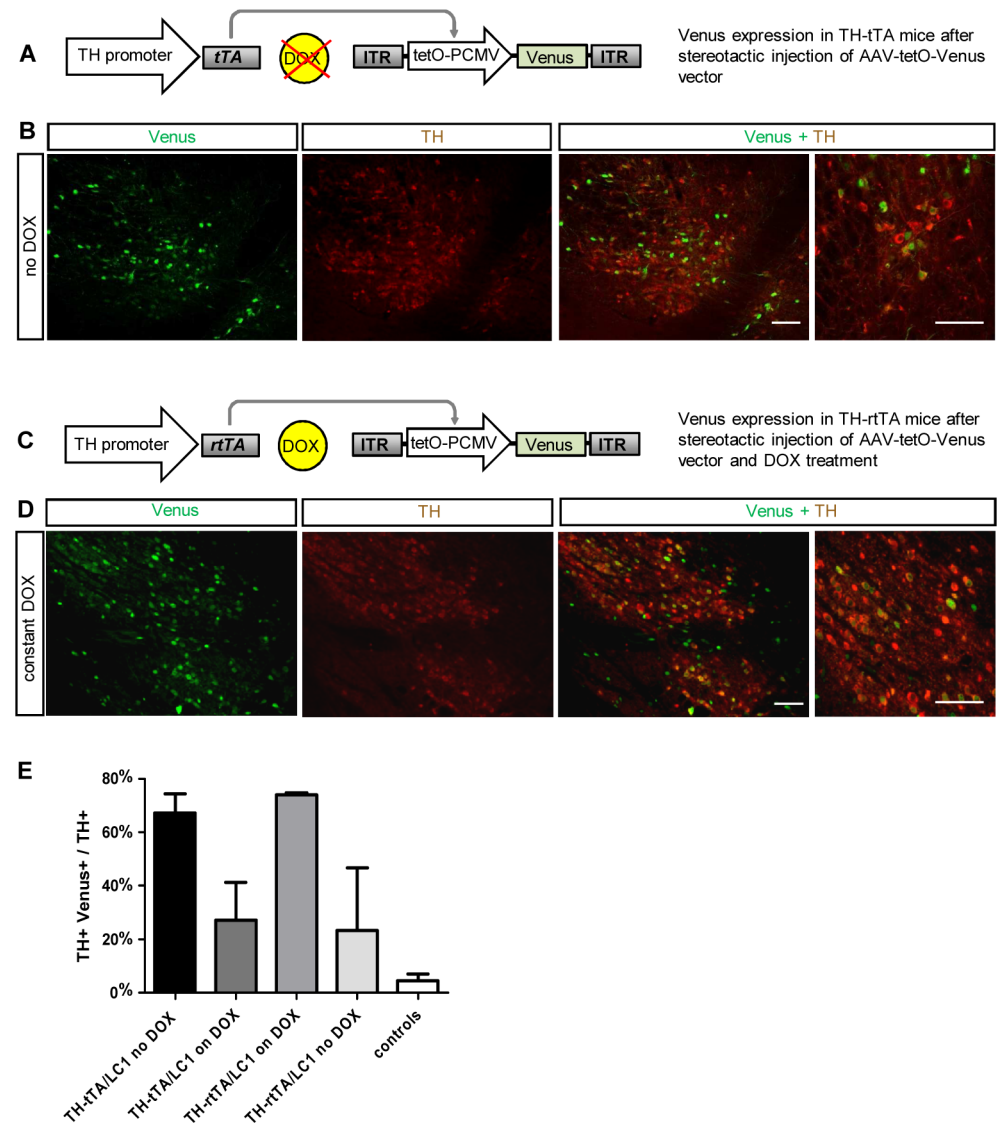 A
TH promoter
tTA
DOX
ITR
tetO-PCMV
Venus
ITR
Venus expression in TH-tTA mice after
stereotactic injection of AAV-tetO-Venus
vector
B
Venus
TH
Venus + TH
no DOX
C
TH promoter
rtTA
DOX
ITR
tetO-PCMV
Venus
ITR
Venus expression in TH-rtTA mice after
stereotactic injection of AAV-tetO-Venus
vector and DOX treatment
D
Venus
TH
Venus + TH
constant DOX
E
TH+ Venus+ / TH+
80%
60%
40%
20%
0%
TH-tTA/LC1 no DOX
TH-tTA/LC1 on DOX
TH-rtTA/LC1 on DOX
TH-rtTA/LC1 no DOX
controls